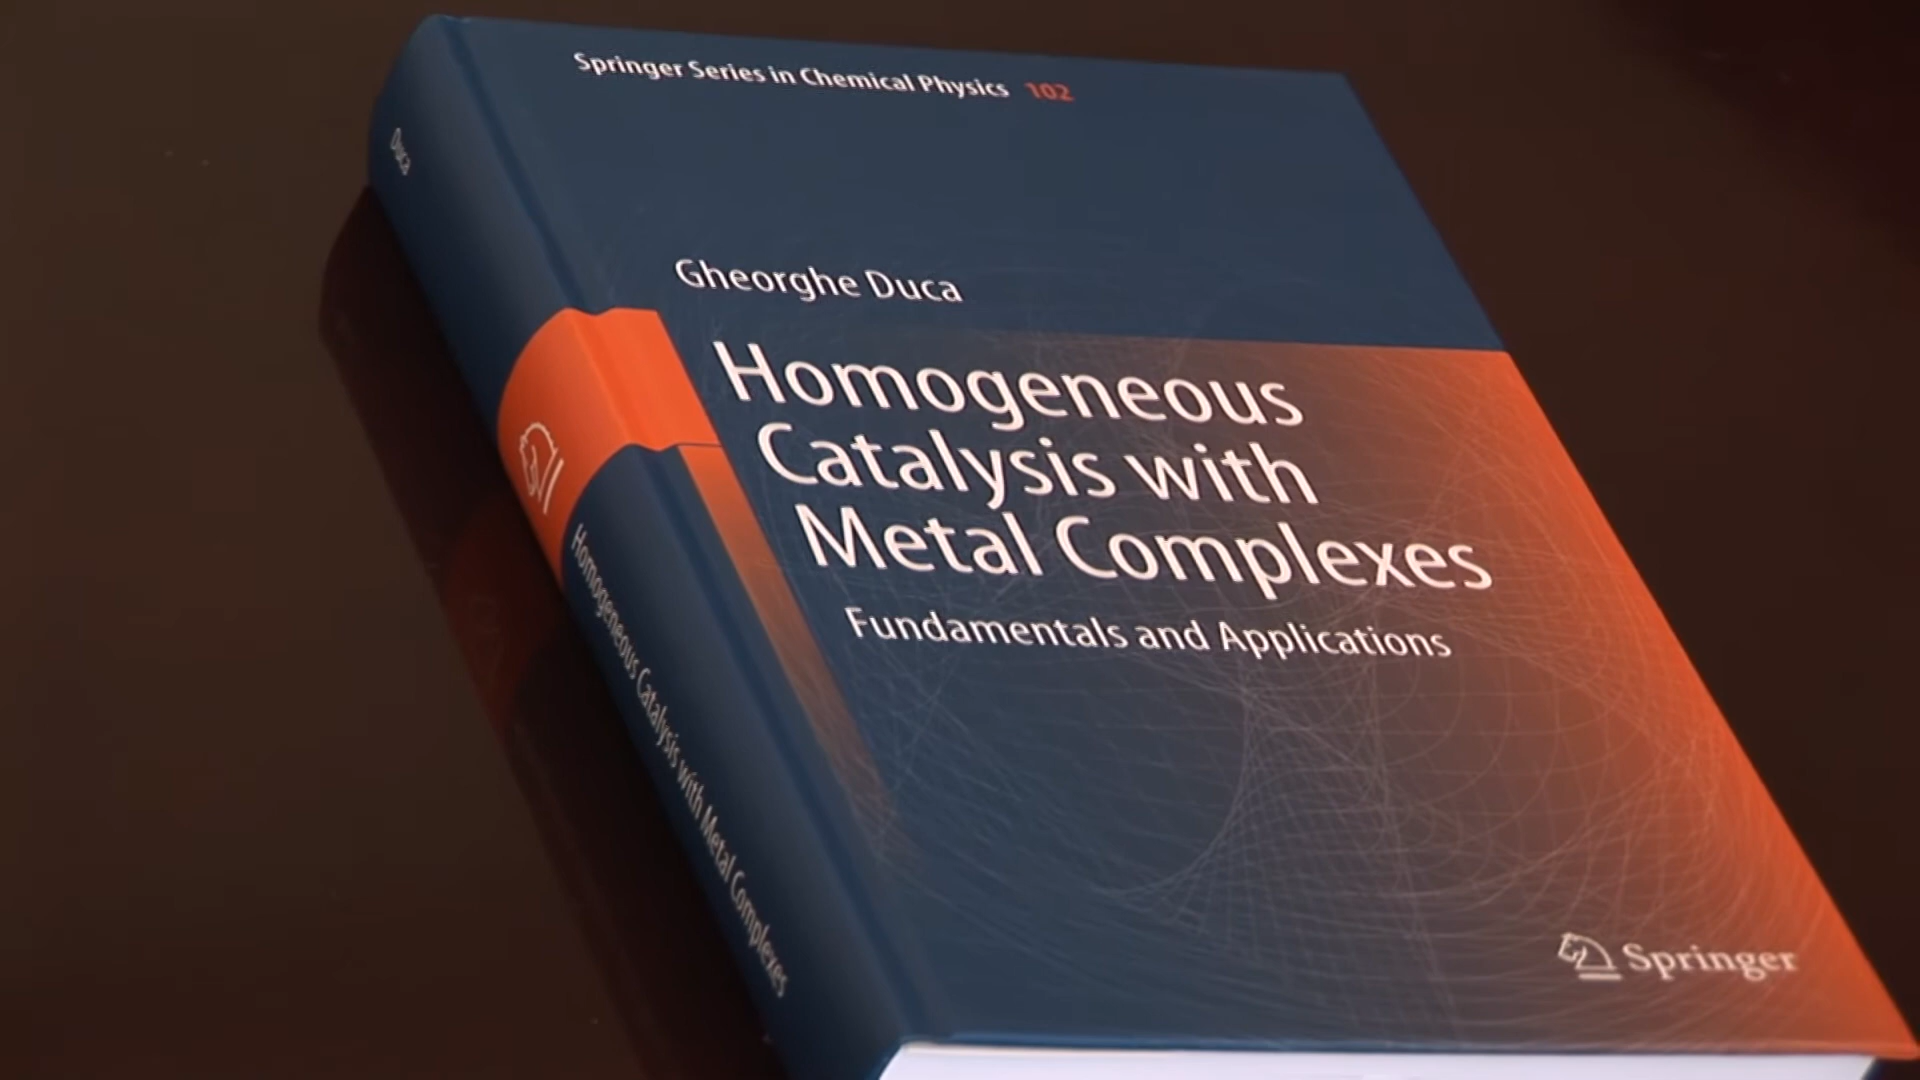 Springer Series in Chemical Physics 102
Gheorghe Duca
Homogeneous
Catalysis with
Metal Complexes
Fundamentals and Applications
Springer
Duca
Homogeneous Catalysis with Metal Complexes